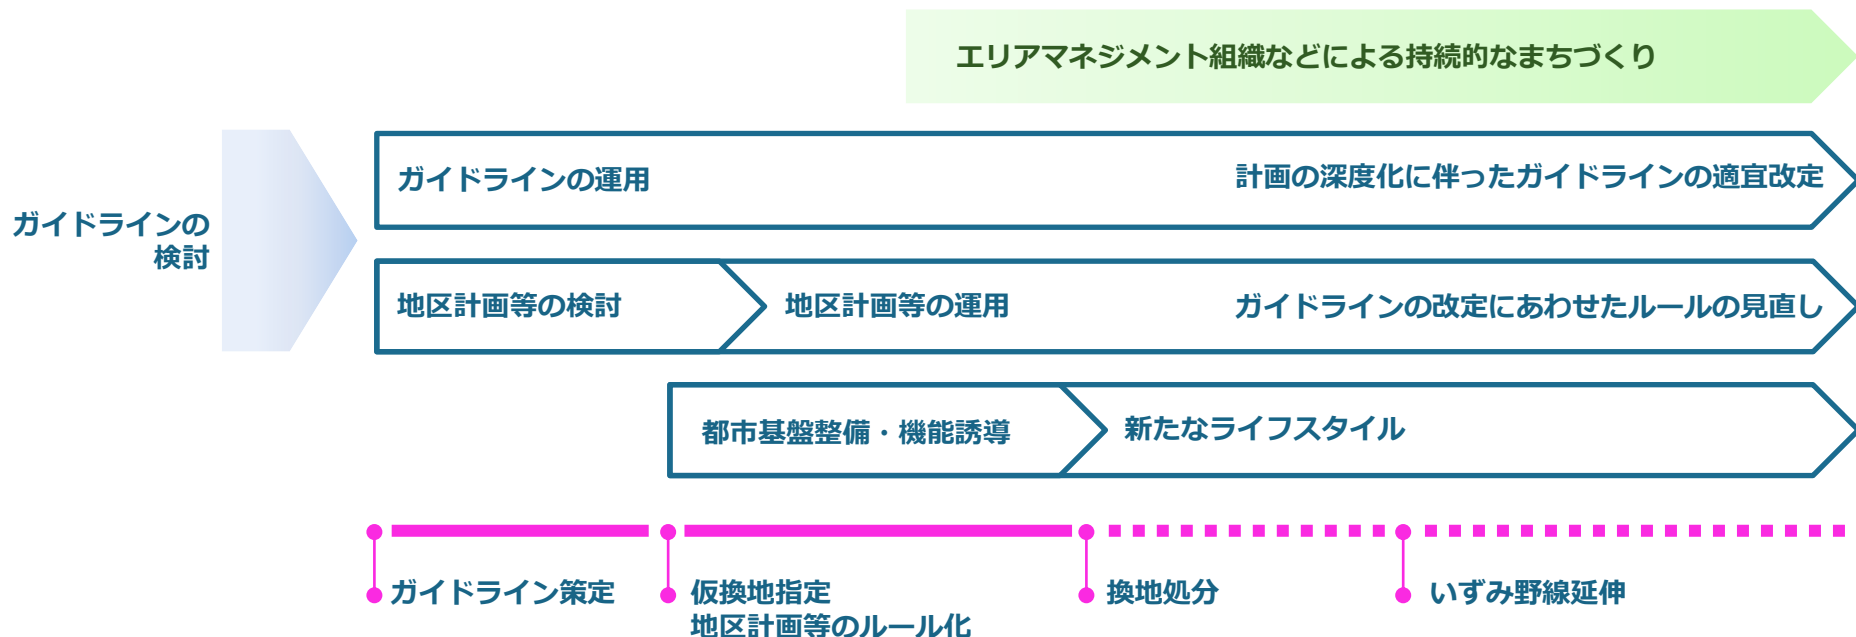 エリアマネジメント組織などによる持続的なまちづくり
ガイドラインの
検討
ガイドラインの運用
計画の深度化に伴ったガイドラインの適宜改定
地区計画等の検討
地区計画等の運用
ガイドラインの改定にあわせたルールの見直し
都市基盤整備・機能誘導
新たなライフスタイル
ガイドライン策定
仮換地指定
地区計画等のルール化
換地処分
いずみ野線延伸